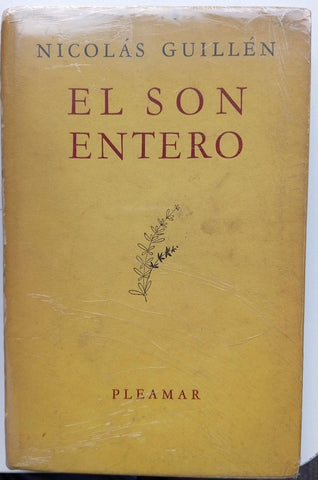 NICOLÁS GUILLÉN
EL SON
ENTERO
PLEAMAR